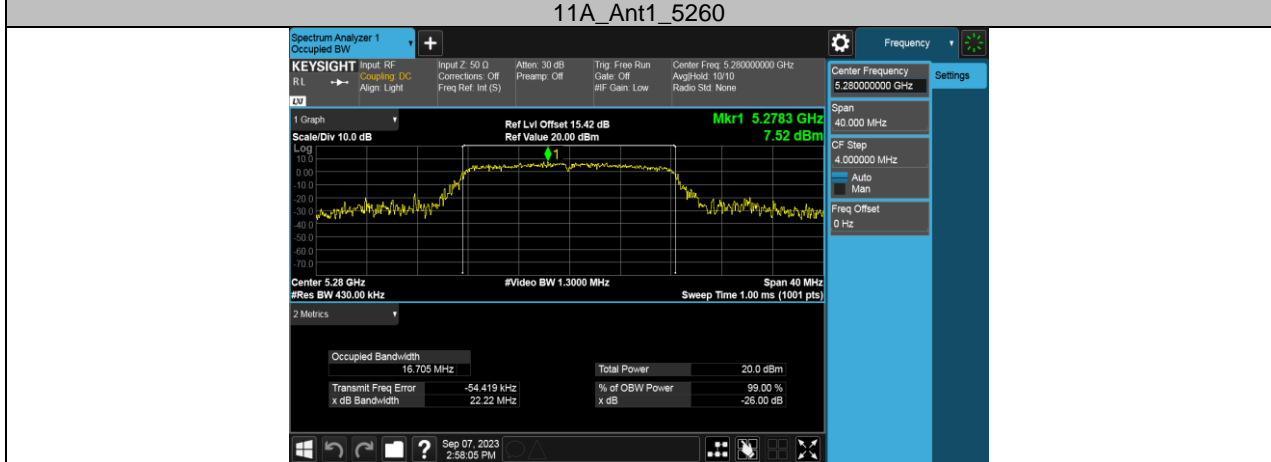 11A_Ant1_5260
Spectrum Analyzer 1
Occupied BW
+
Frequency
KEYSIGHT
RL
LXI
Input: RF
Coupling: DC
Align: Light
Input Z: 50 Ω
Corrections: Off
Freq Ref: Int (S)
Atten: 30 dB
Preamp: Off
Trig: Free Run
Gate: Off
#IF Gain: Low
Center Freq: 5.280000000 GHz
Avg|Hold: 10/10
Radio Std: None
Center Frequency
5.280000000 GHz
Settings
Span
40.000 MHz
CF Step
4.000000 MHz
Auto
Man
Freq Offset
0 Hz
1 Graph
Scale/Div 10.0 dB
Ref Lvl Offset 15.42 dB
Ref Value 20.00 dBm
Mkr1 5.2783 GHz
7.52 dBm
Log
1
10.0
0.00
-10.0
-20.0
-30.0
-40.0
-50.0
-60.0
-70.0
Center 5.28 GHz
#Video BW 1.3000 MHz
Span 40 MHz
#Res BW 430.00 kHz
Sweep Time 1.00 ms (1001 pts)
2 Metrics
Occupied Bandwidth
16.705 MHz
Total Power 20.0 dBm
Transmit Freq Error -54.419 kHz
% of OBW Power 99.00 %
x dB Bandwidth 22.22 MHz
x dB -26.00 dB
?
Sep 07, 2023
2:58:05 PM